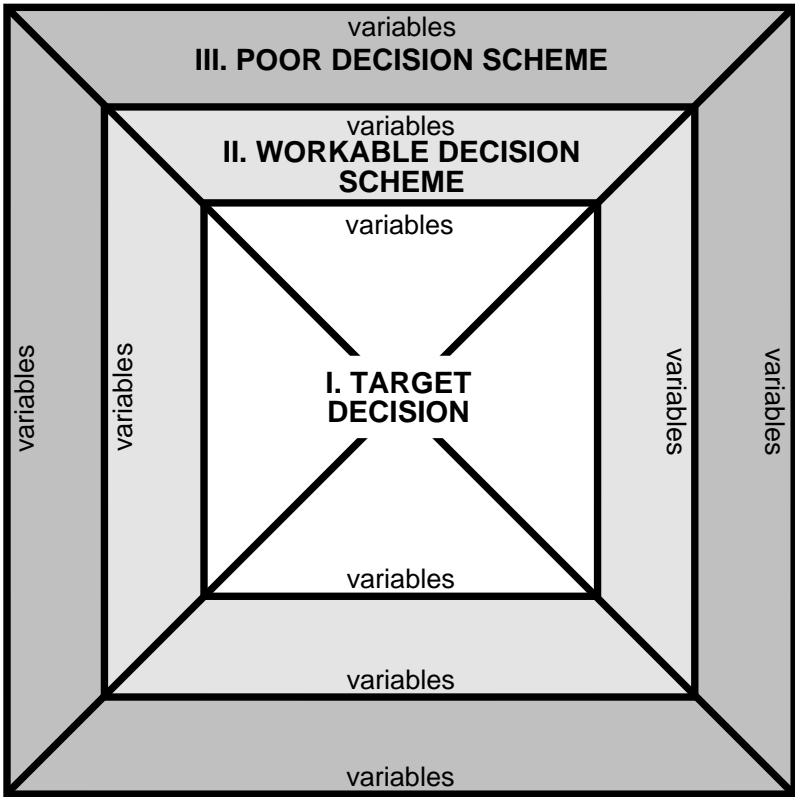 variables
III. POOR DECISION SCHEME
variables
II. WORKABLE DECISION
SCHEME
variables
variables
variables
I. TARGET
DECISION
variables
variables
variables
variables
variables